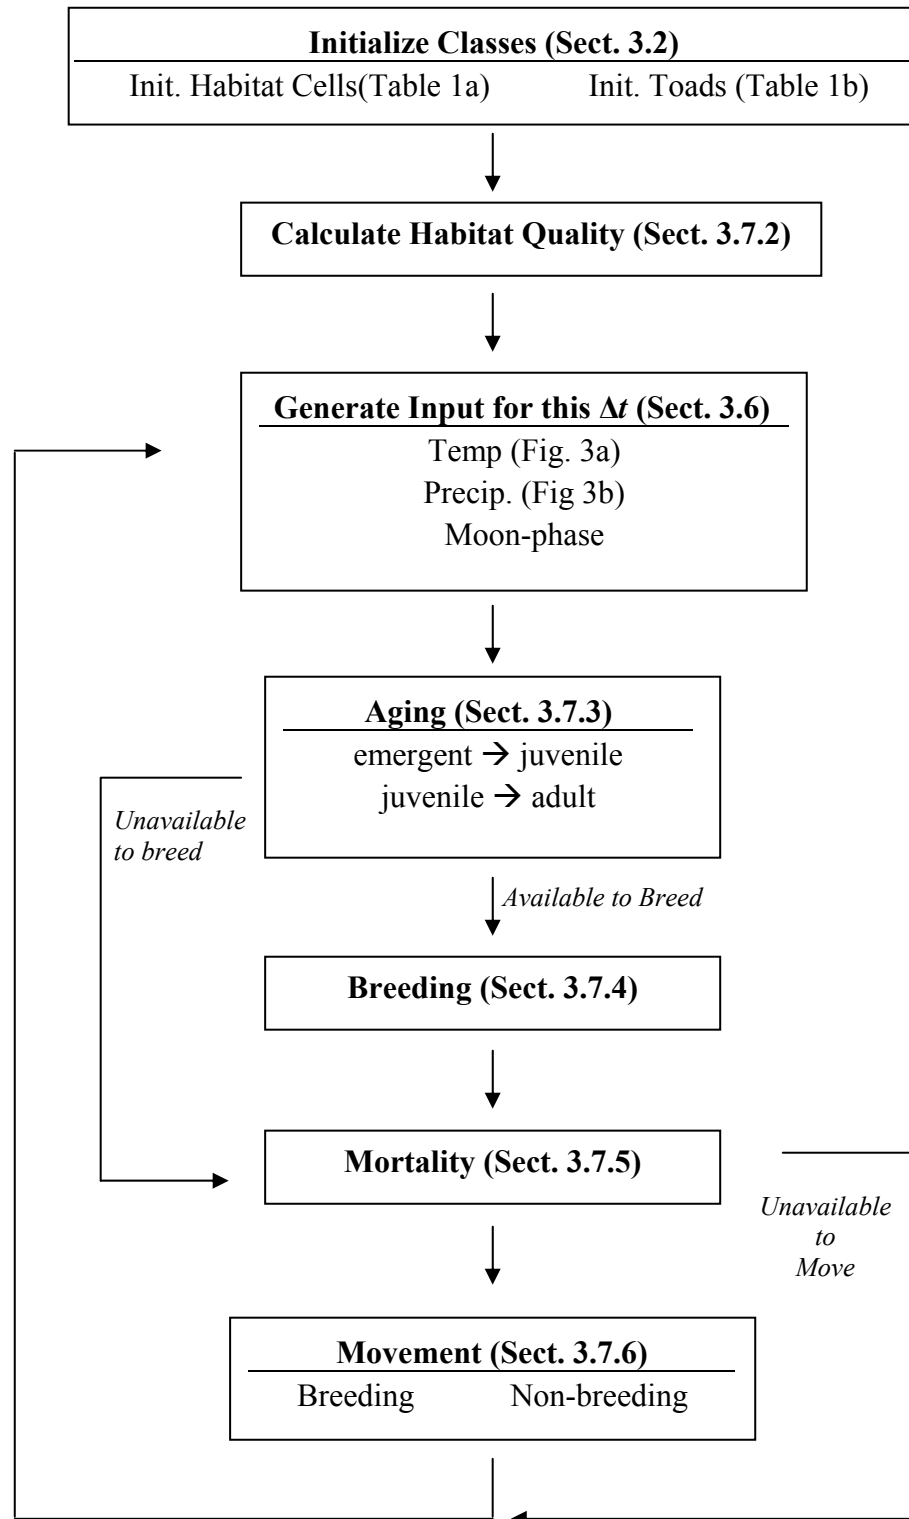 Initialize Classes (Sect. 3.2)
Init. Habitat Cells(Table 1a) Init. Toads (Table 1b)
Calculate Habitat Quality (Sect. 3.7.2)
Generate Input for this Δt (Sect. 3.6)
Temp (Fig. 3a)
Precip. (Fig 3b)
Moon-phase
Aging (Sect. 3.7.3)
emergent → juvenile
juvenile → adult
Unavailable
to breed
Available to Breed
Breeding (Sect. 3.7.4)
Mortality (Sect. 3.7.5)
Unavailable
to
Move
Movement (Sect. 3.7.6)
Breeding Non-breeding